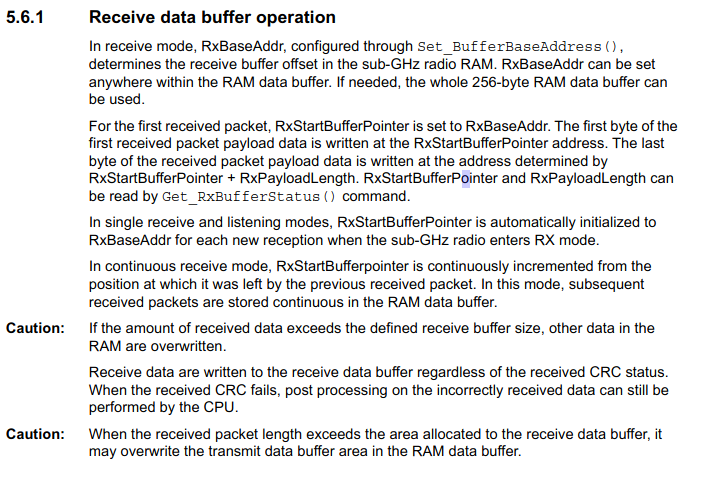 5.6.1 Receive data buffer operation
In receive mode, RxBaseAddr, configured through Set_BufferBaseAddress(),
determines the receive buffer offset in the sub-GHz radio RAM. RxBaseAddr can be set
anywhere within the RAM data buffer. If needed, the whole 256-byte RAM data buffer can
be used.
For the first received packet, RxStartBufferPointer is set to RxBaseAddr. The first byte of the
first received packet payload data is written at the RxStartBufferPointer address. The last
byte of the received packet payload data is written at the address determined by
RxStartBufferPointer + RxPayloadLength. RxStartBufferPointer and RxPayloadLength can
be read by Get_RxBufferStatus() command.
In single receive and listening modes, RxStartBufferPointer is automatically initialized to
RxBaseAddr for each new reception when the sub-GHz radio enters RX mode.
In continuous receive mode, RxStartBufferpointer is continuously incremented from the
position at which it was left by the previous received packet. In this mode, subsequent
received packets are stored continuous in the RAM data buffer.
Caution: If the amount of received data exceeds the defined receive buffer size, other data in the
RAM are overwritten.
Receive data are written to the receive data buffer regardless of the received CRC status.
When the received CRC fails, post processing on the incorrectly received data can still be
performed by the CPU.
Caution: When the received packet length exceeds the area allocated to the receive data buffer, it
may overwrite the transmit data buffer area in the RAM data buffer.